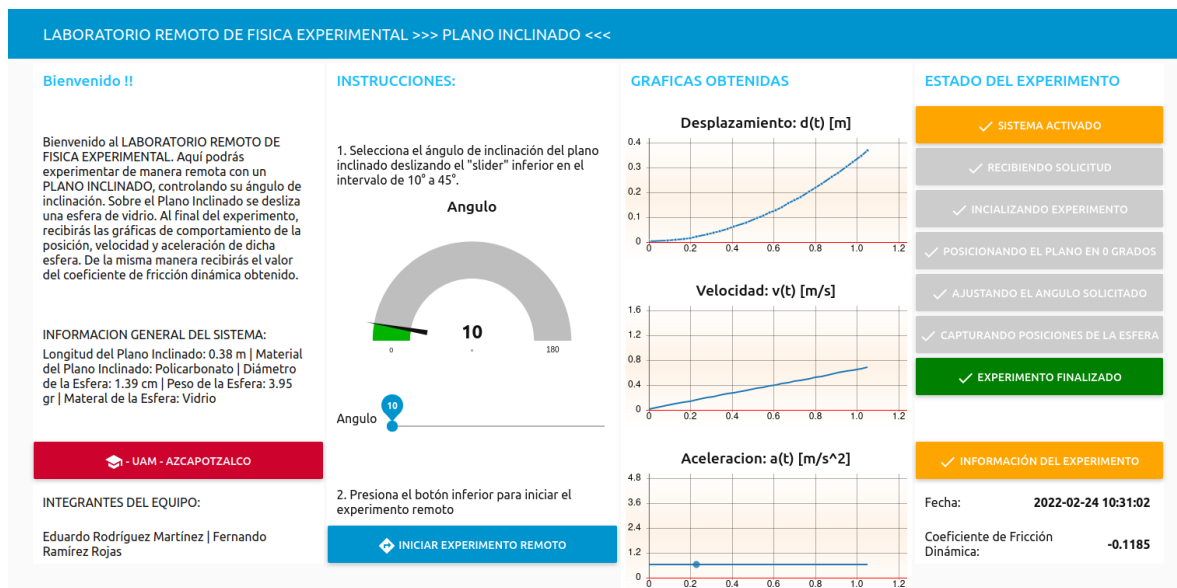 LABORATORIO REMOTO DE FISICA EXPERIMENTAL >>> PLANO INCLINADO <<<
Bienvenido !!
Bienvenido al LABORATORIO REMOTO DE
FISICA EXPERIMENTAL. Aquí podrás
experimentar de manera remota con un
PLANO INCLINADO, controlando su ángulo de
inclinación. Sobre el Plano Inclinado se desliza
una esfera de vidrio. Al final del experimento,
recibirás las gráficas de comportamiento de la
posición, velocidad y aceleración de dicha
esfera. De la misma manera recibirás el valor
del coeficiente de fricción dinámica obtenido.
INFORMACION GENERAL DEL SISTEMA:
Longitud del Plano Inclinado: 0.38 m | Material
del Plano Inclinado: Policarbonato | Diámetro
de la Esfera: 1.39 cm | Peso de la Esfera: 3.95
gr | Materal de la Esfera: Vidrio
- UAM - AZCAPOTZALCO
INTEGRANTES DEL EQUIPO:
Eduardo Rodríguez Martínez | Fernando
Ramírez Rojas
INSTRUCCIONES:
1. Selecciona el ángulo de inclinación del plano
inclinado deslizando el "slider" inferior en el
intervalo de 10° a 45°.
Angulo
10
0 - 180
10
Angulo
2. Presiona el botón inferior para iniciar el
experimento remoto
INICIAR EXPERIMENTO REMOTO
GRAFICAS OBTENIDAS
Desplazamiento: d(t) [m]
0.4
0.3
0.2
0.1
0
0 0.2 0.4 0.6 0.8 1.0 1.2
Velocidad: v(t) [m/s]
1.6
1.2
0.8
0.4
0
0 0.2 0.4 0.6 0.8 1.0 1.2
Aceleracion: a(t) [m/s^2]
4.8
3.6
2.4
1.2
0
0 0.2 0.4 0.6 0.8 1.0 1.2
ESTADO DEL EXPERIMENTO
SISTEMA ACTIVADO
RECIBIENDO SOLICITUD
INCIALIZANDO EXPERIMENTO
POSICIONANDO EL PLANO EN 0 GRADOS
AJUSTANDO EL ANGULO SOLICITADO
CAPTURANDO POSICIONES DE LA ESFERA
EXPERIMENTO FINALIZADO
INFORMACIÓN DEL EXPERIMENTO
Fecha: 2022-02-24 10:31:02
Coeficiente de Fricción
Dinámica: -0.1185